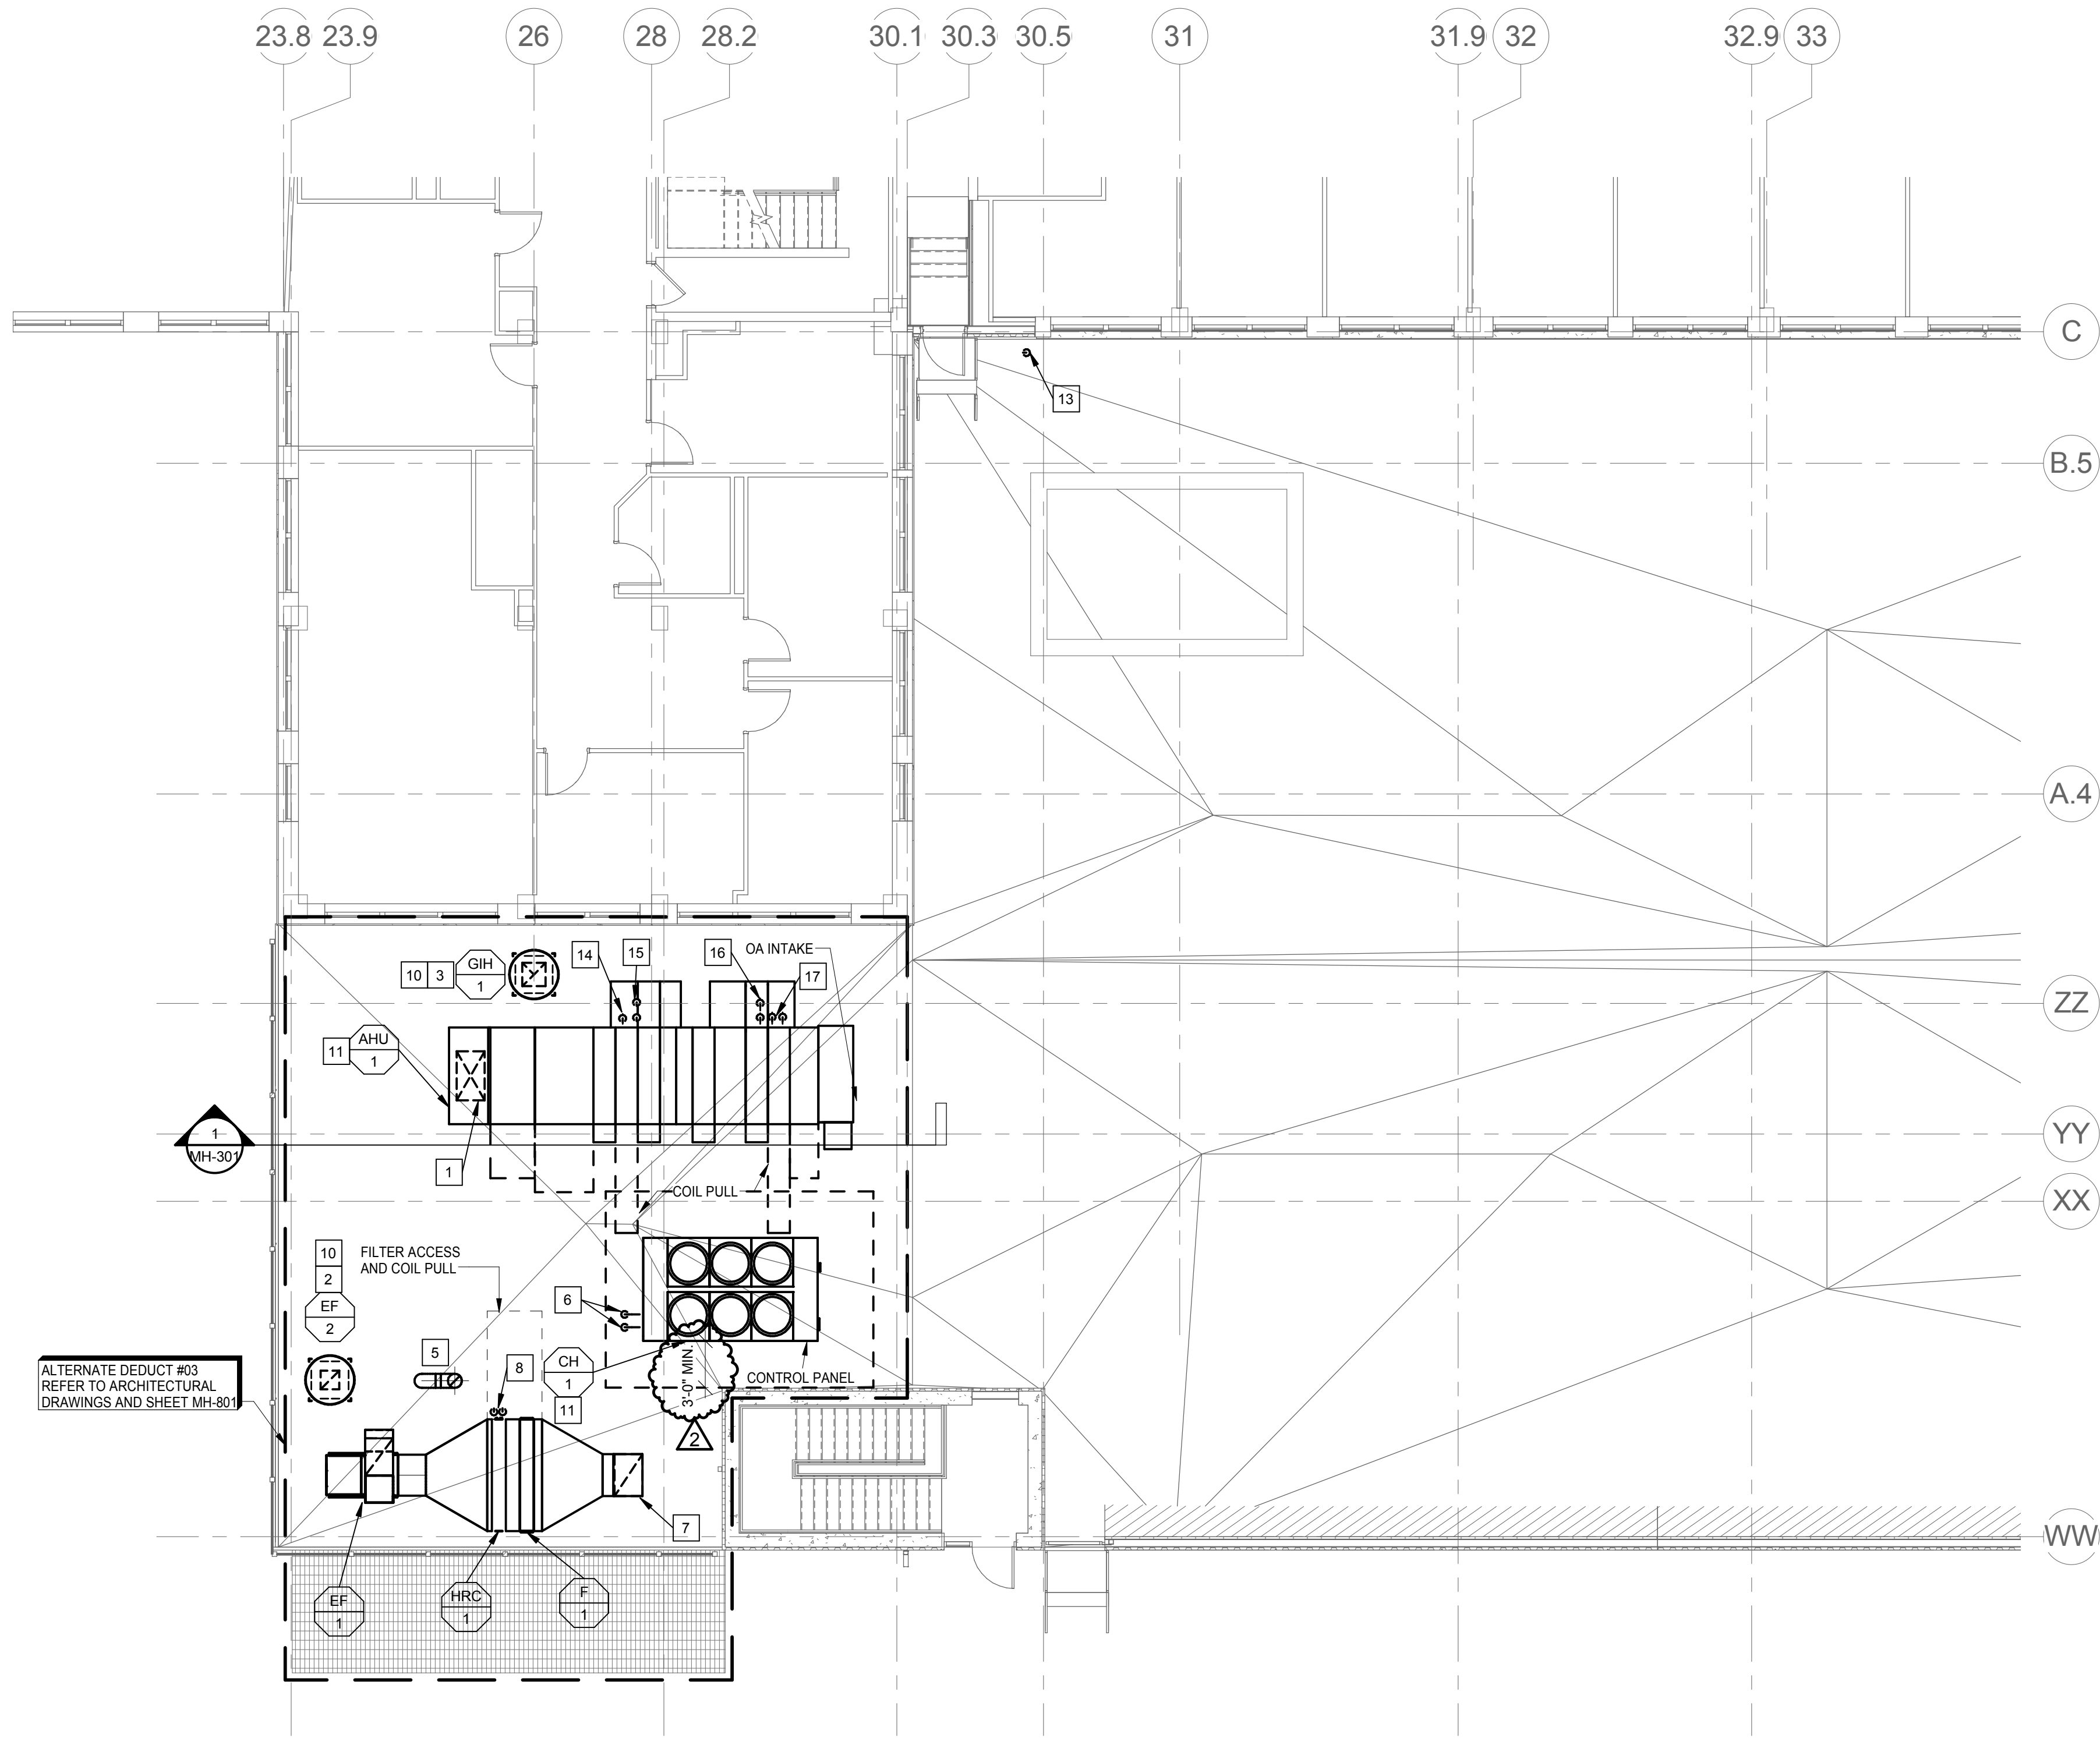 23.8 23.9 26 28 28.2 30.1 30.3 30.5 31 31.9 32 32.9 33
C
13
B.5
A.4
OA INTAKE
14 15 16 17
10 3 GIH
1
ZZ
11 AHU
1
1
MH-301
YY
1
COIL PULL
XX
10
2
EF
2
FILTER ACCESS
AND COIL PULL
6
5
8
CH
1
11
3'-0" MIN.
2
CONTROL PANEL
ALTERNATE DEDUCT #03
REFER TO ARCHITECTURAL
DRAWINGS AND SHEET MH-801
7
WW
EF
1
HRC
1
F
1